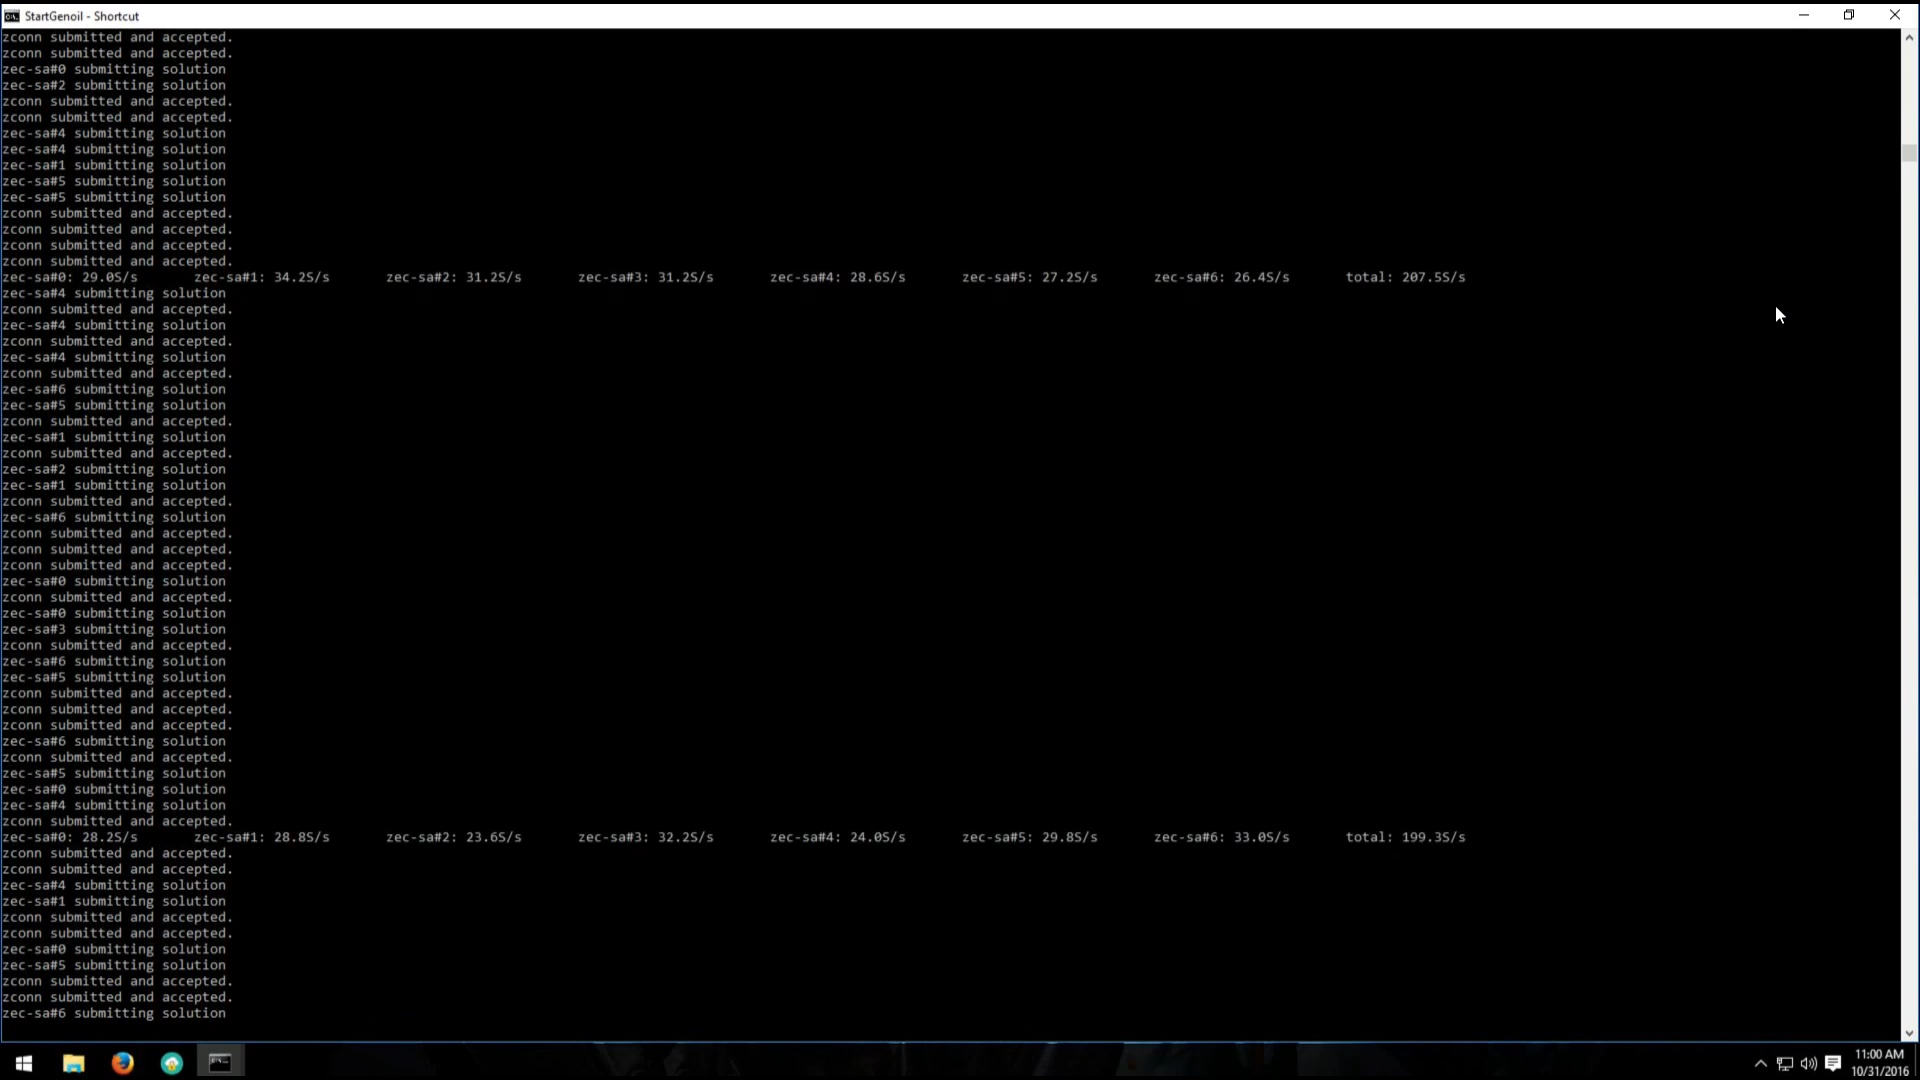 StartGenoil - Shortcut
zconn submitted and accepted.
zconn submitted and accepted.
zec-sa#0 submitting solution
zec-sa#2 submitting solution
zconn submitted and accepted.
zconn submitted and accepted.
zec-sa#4 submitting solution
zec-sa#4 submitting solution
zec-sa#1 submitting solution
zec-sa#5 submitting solution
zec-sa#5 submitting solution
zconn submitted and accepted.
zconn submitted and accepted.
zconn submitted and accepted.
zconn submitted and accepted.
zec-sa#0: 29.0S/s zec-sa#1: 34.2S/s zec-sa#2: 31.2S/s zec-sa#3: 31.2S/s zec-sa#4: 28.6S/s zec-sa#5: 27.2S/s zec-sa#6: 26.4S/s total: 207.5S/s
zec-sa#4 submitting solution
zconn submitted and accepted.
zec-sa#4 submitting solution
zconn submitted and accepted.
zec-sa#4 submitting solution
zconn submitted and accepted.
zec-sa#6 submitting solution
zec-sa#5 submitting solution
zconn submitted and accepted.
zec-sa#1 submitting solution
zconn submitted and accepted.
zec-sa#2 submitting solution
zec-sa#1 submitting solution
zconn submitted and accepted.
zec-sa#6 submitting solution
zconn submitted and accepted.
zconn submitted and accepted.
zconn submitted and accepted.
zec-sa#0 submitting solution
zconn submitted and accepted.
zec-sa#0 submitting solution
zec-sa#3 submitting solution
zconn submitted and accepted.
zec-sa#6 submitting solution
zec-sa#5 submitting solution
zconn submitted and accepted.
zconn submitted and accepted.
zconn submitted and accepted.
zec-sa#6 submitting solution
zconn submitted and accepted.
zec-sa#5 submitting solution
zec-sa#0 submitting solution
zec-sa#4 submitting solution
zconn submitted and accepted.
zec-sa#0: 28.2S/s zec-sa#1: 28.8S/s zec-sa#2: 23.6S/s zec-sa#3: 32.2S/s zec-sa#4: 24.0S/s zec-sa#5: 29.8S/s zec-sa#6: 33.0S/s total: 199.3S/s
zconn submitted and accepted.
zconn submitted and accepted.
zec-sa#4 submitting solution
zec-sa#1 submitting solution
zconn submitted and accepted.
zconn submitted and accepted.
zec-sa#0 submitting solution
zec-sa#5 submitting solution
zconn submitted and accepted.
zconn submitted and accepted.
zec-sa#6 submitting solution
11:00 AM
10/31/2016